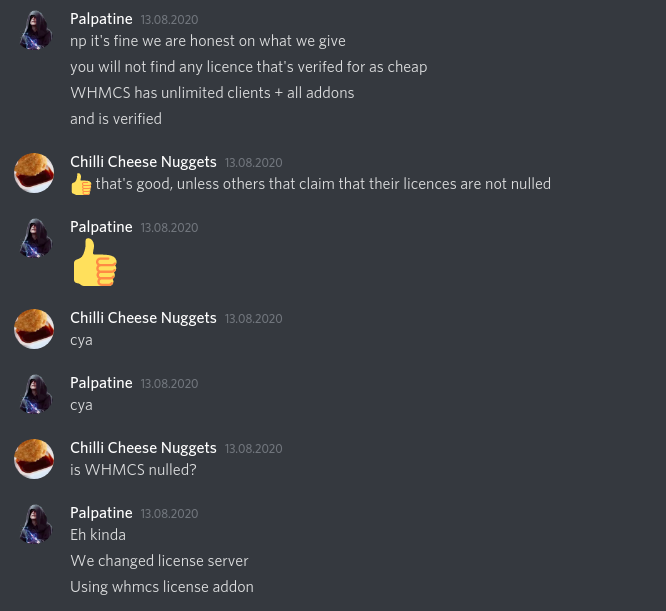 Palpatine 13.08.2020
np it's fine we are honest on what we give
you will not find any licence that's verifed for as cheap
WHMCS has unlimited clients + all addons
and is verified
Chilli Cheese Nuggets 13.08.2020
👍 that's good, unless others that claim that their licences are not nulled
Palpatine 13.08.2020
👍
Chilli Cheese Nuggets 13.08.2020
cya
Palpatine 13.08.2020
cya
Chilli Cheese Nuggets 13.08.2020
is WHMCS nulled?
Palpatine 13.08.2020
Eh kinda
We changed license server
Using whmcs license addon